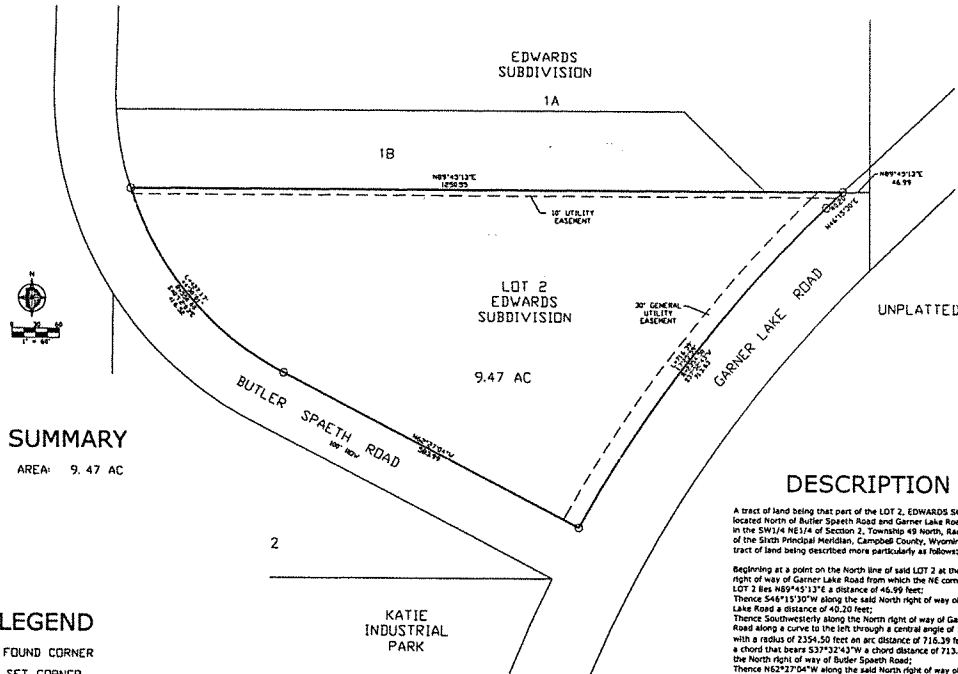 EDWARDS
SUBDIVISION
1A
1B
N89°45'13"E
1250.55
N89°45'13"E
46.99
10' UTILITY
EASEMENT
40.20
N46°15'30"E
N
1" = 60'
LOT 2
EDWARDS
SUBDIVISION
30' GENERAL
UTILITY
EASEMENT
UNPLATTED
9.47 AC
GARNER LAKE ROAD
BUTLER SPAETH ROAD
100' ROW
N62°27'04"W
SUMMARY
AREA: 9.47 AC
2
KATIE
INDUSTRIAL
PARK
LEGEND
FOUND CORNER
SET CORNER
DESCRIPTION
A tract of land being that part of the LOT 2, EDWARDS
located North of Butler Spaeth Road and Garner Lake
in the SW1/4 NE1/4 of Section 2, Township 49 North,
of the Sixth Principal Meridian, Campbell County,
tract of land being described more particularly as follows:
Beginning at a point on the North line of said LOT 2 at the
right of way of Garner Lake Road from which the NE
LOT 2 lies N89°45'13"E a distance of 46.99 feet;
Thence S46°15'30"W along the said North right of way of
Lake Road a distance of 40.20 feet;
Thence Southwesterly along the North right of way of
Road along a curve to the left through a central angle of
with a radius of 2354.50 feet an arc distance of 716.39
a chord that bears S37°32'43"W a chord distance of 713.
the North right of way of Butler Spaeth Road;
Thence N62°27'04"W along the said North right of way of